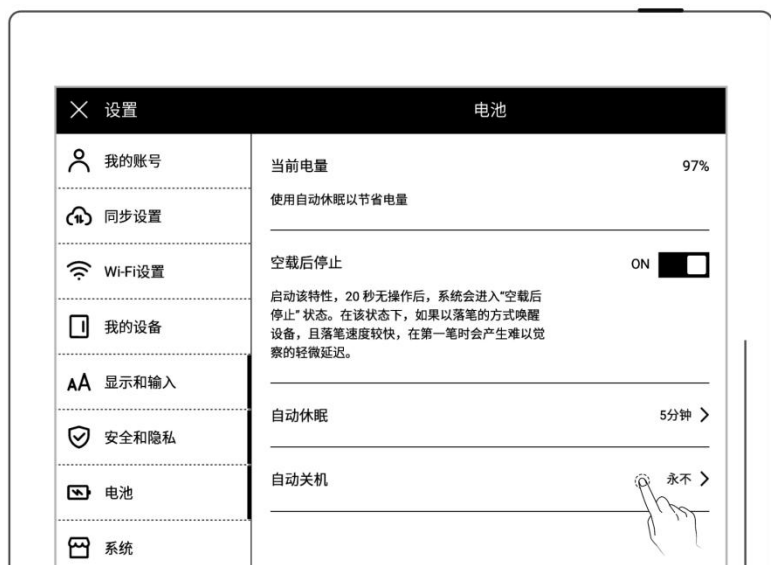 设置
电池
我的账号
同步设置
Wi-Fi设置
我的设备
显示和输入
安全和隐私
电池
系统
当前电量 97%
使用自动休眠以节省电量
空载后停止 ON
启动该特性，20 秒无操作后，系统会进入“空载后
停止” 状态。在该状态下，如果以落笔的方式唤醒
设备，且落笔速度较快，在第一笔时会产生难以觉
察的轻微延迟。
自动休眠 5分钟
自动关机 永不